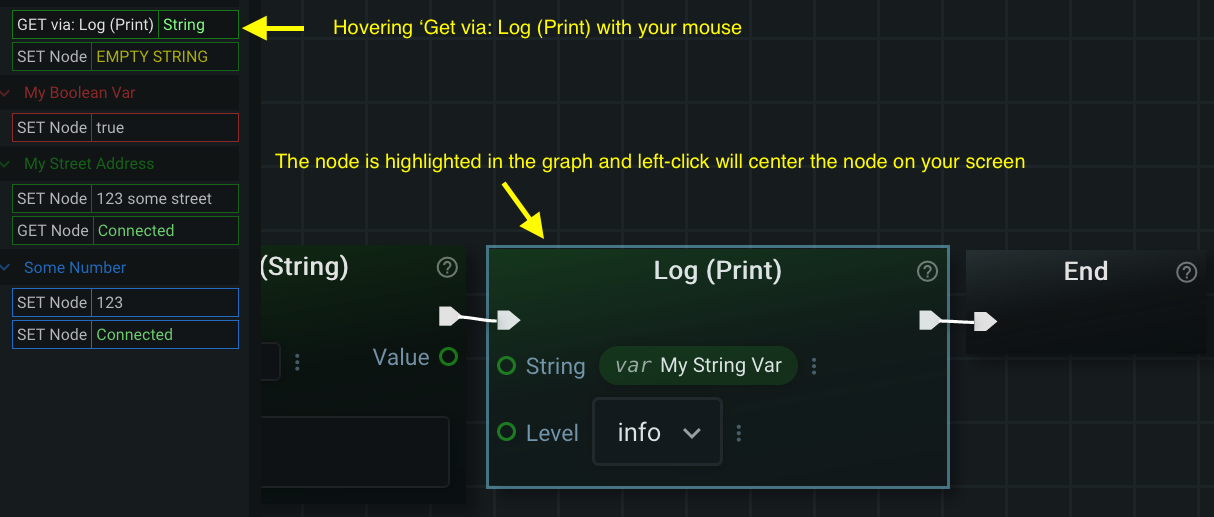 GET via: Log (Print) String
Hovering ‘Get via: Log (Print) with your mouse
SET Node EMPTY STRING
My Boolean Var
SET Node true
My Street Address
The node is highlighted in the graph and left-click will center the node on your screen
SET Node 123 some street
GET Node Connected
Some Number
SET Node 123
SET Node Connected
(String) ?
Value
Log (Print) ?
String var My String Var
Level info
End ?